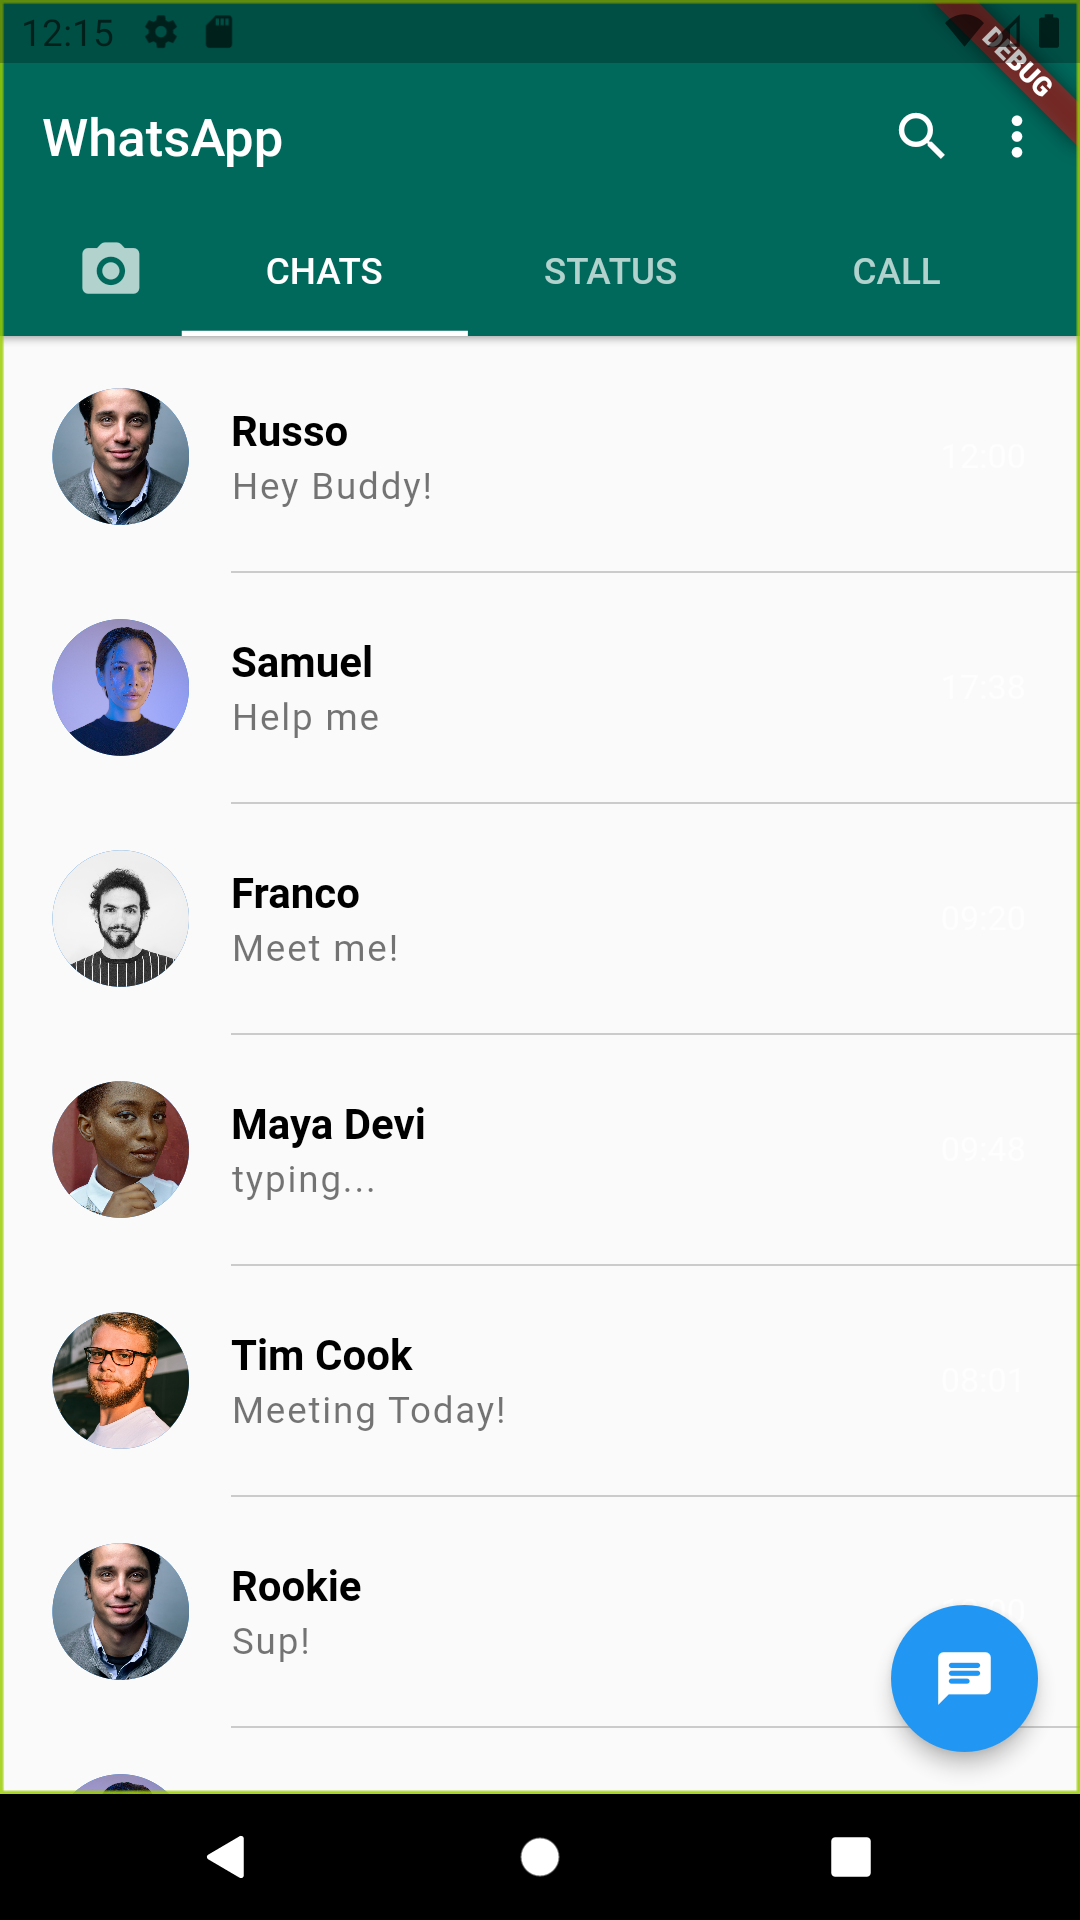 12:15
DEBUG
WhatsApp
CHATS STATUS CALL
Russo
Hey Buddy!
12:00
Samuel
Help me
17:38
Franco
Meet me!
09:20
Maya Devi
typing...
09:48
Tim Cook
Meeting Today!
08:01
Rookie
Sup!